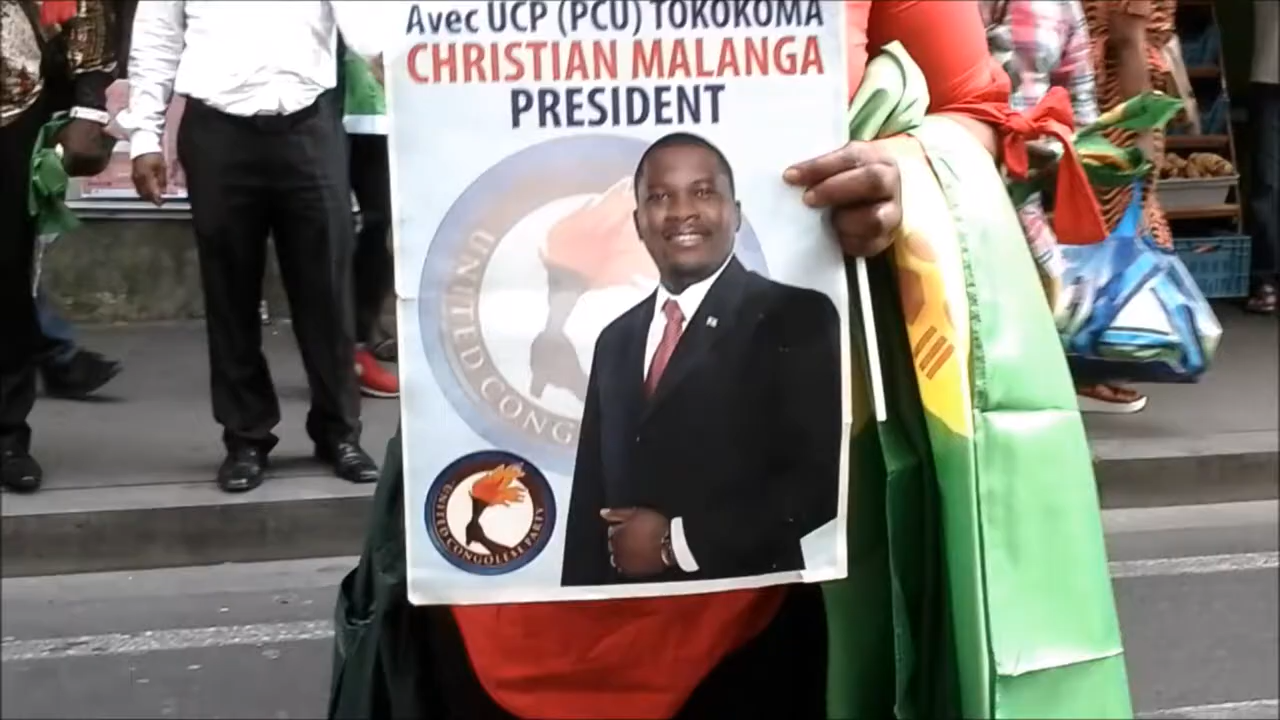 Avec UCP (PCU) TOKOKOMA
CHRISTIAN MALANGA
PRESIDENT
UNITED CONG
UNITED CONGOLESE PARTY